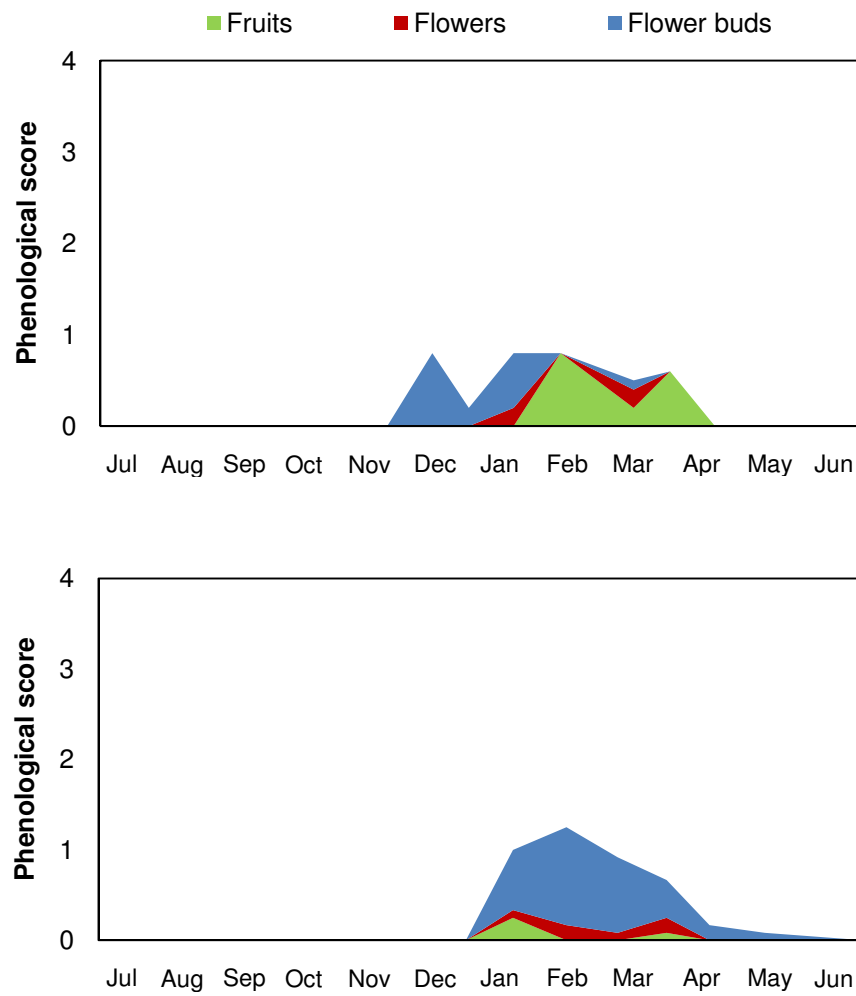 Fruits Flowers Flower buds
Phenological score
4
3
2
1
0
Jul Aug Sep Oct Nov Dec Jan Feb Mar Apr May Jun
Phenological score
4
3
2
1
0
Jul Aug Sep Oct Nov Dec Jan Feb Mar Apr May Jun